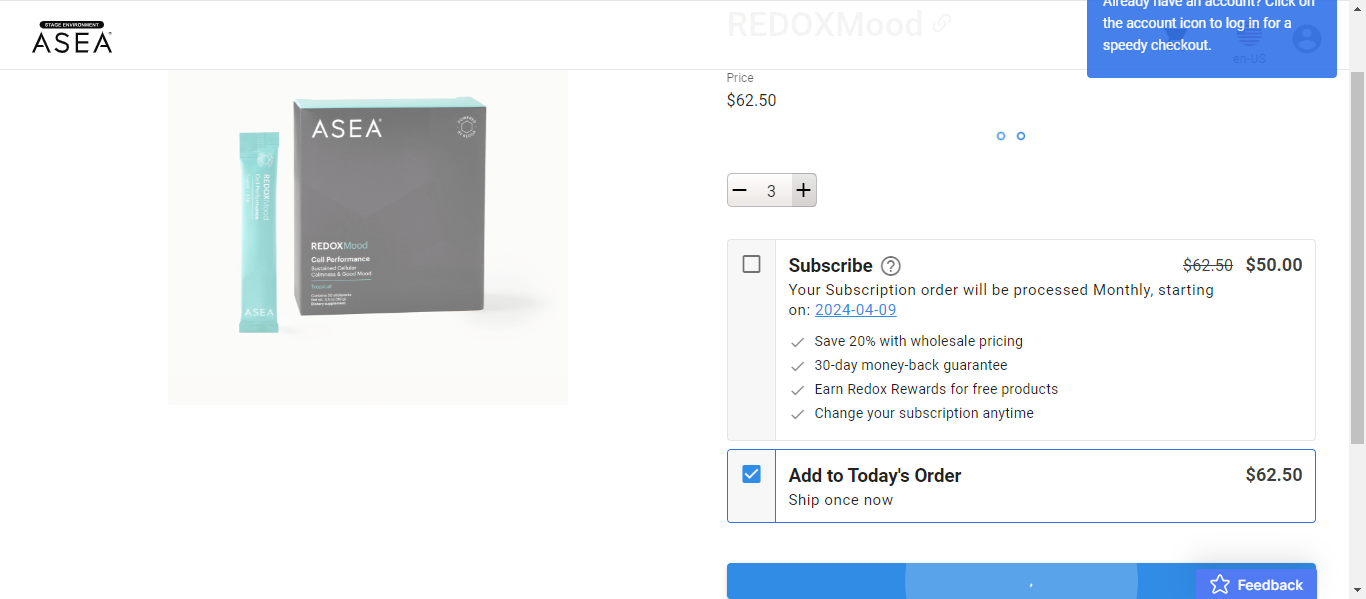 STAGE ENVIRONMENT
ASEA
REDOXMood
Already have an account? Click on
the account icon to log in for a
speedy checkout.
en-US
Price
$62.50
3
ASEA
REDOXMood
Cell Performance
Sustained Cellular
Calmness & Good Mood
Tropical
REDOXMood
Cell Performance
ASEA
Subscribe
$62.50 $50.00
Your Subscription order will be processed Monthly, starting
on: 2024-04-09
Save 20% with wholesale pricing
30-day money-back guarantee
Earn Redox Rewards for free products
Change your subscription anytime
Add to Today's Order
$62.50
Ship once now
Feedback